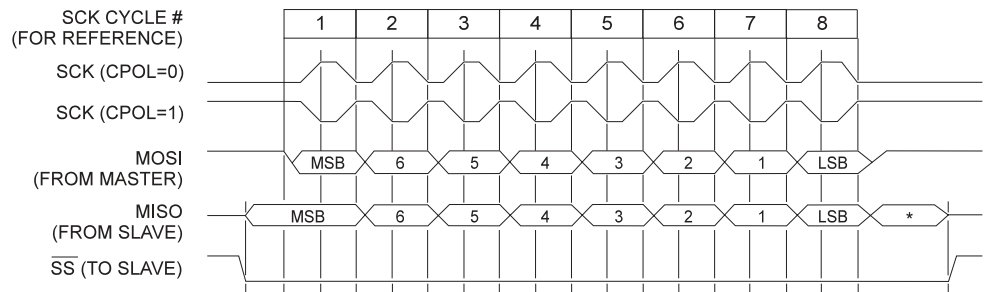 SCK CYCLE #
(FOR REFERENCE)
1 2 3 4 5 6 7 8
SCK (CPOL=0)
SCK (CPOL=1)
MOSI
(FROM MASTER)
MSB 6 5 4 3 2 1 LSB
MISO
(FROM SLAVE)
MSB 6 5 4 3 2 1 LSB *
SS (TO SLAVE)